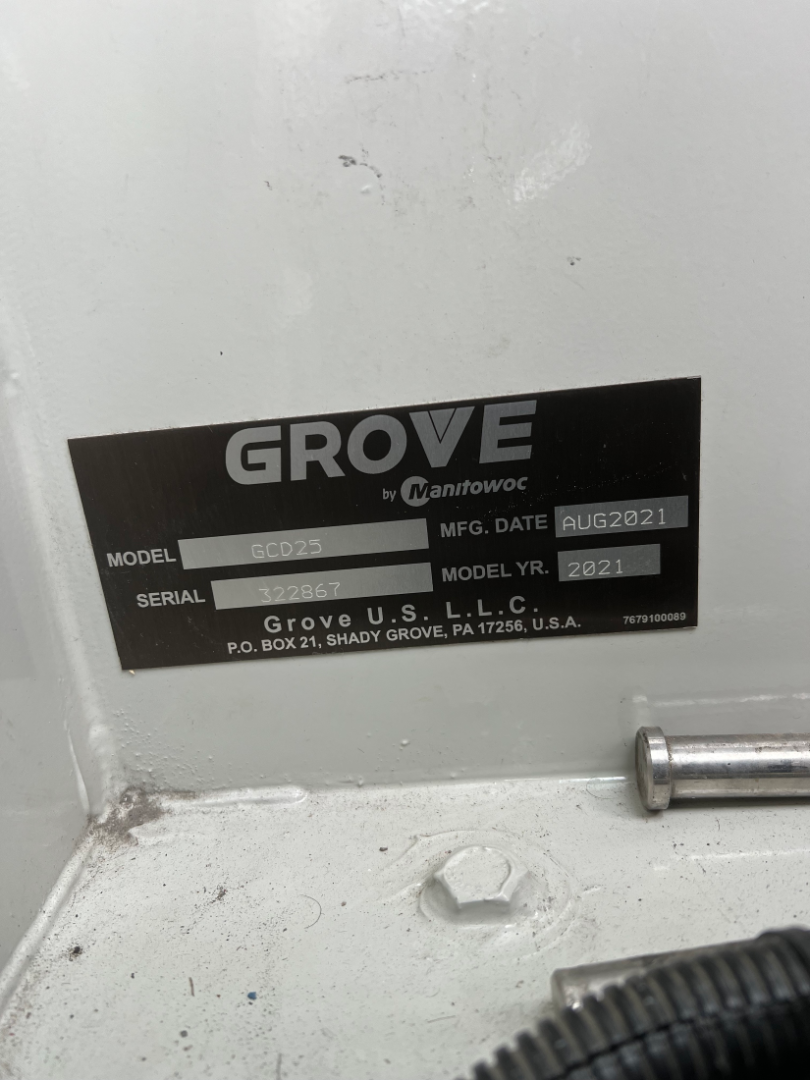 GROVE
by Manitowoc
MODEL GCD25
MFG. DATE AUG2021
SERIAL 322867
MODEL YR. 2021
Grove U.S. L.L.C.
P.O. BOX 21, SHADY GROVE, PA 17256, U.S.A.
7679100089